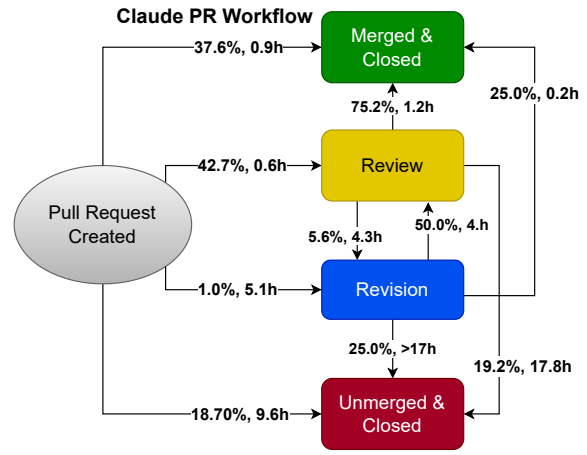 Claude PR Workflow
Merged &
Closed
37.6%, 0.9h
25.0%, 0.2h
75.2%, 1.2h
42.7%, 0.6h
Review
Pull Request
Created
50.0%, 4.h
5.6%, 4.3h
1.0%, 5.1h
Revision
25.0%, >17h
19.2%, 17.8h
Unmerged &
Closed
18.70%, 9.6h